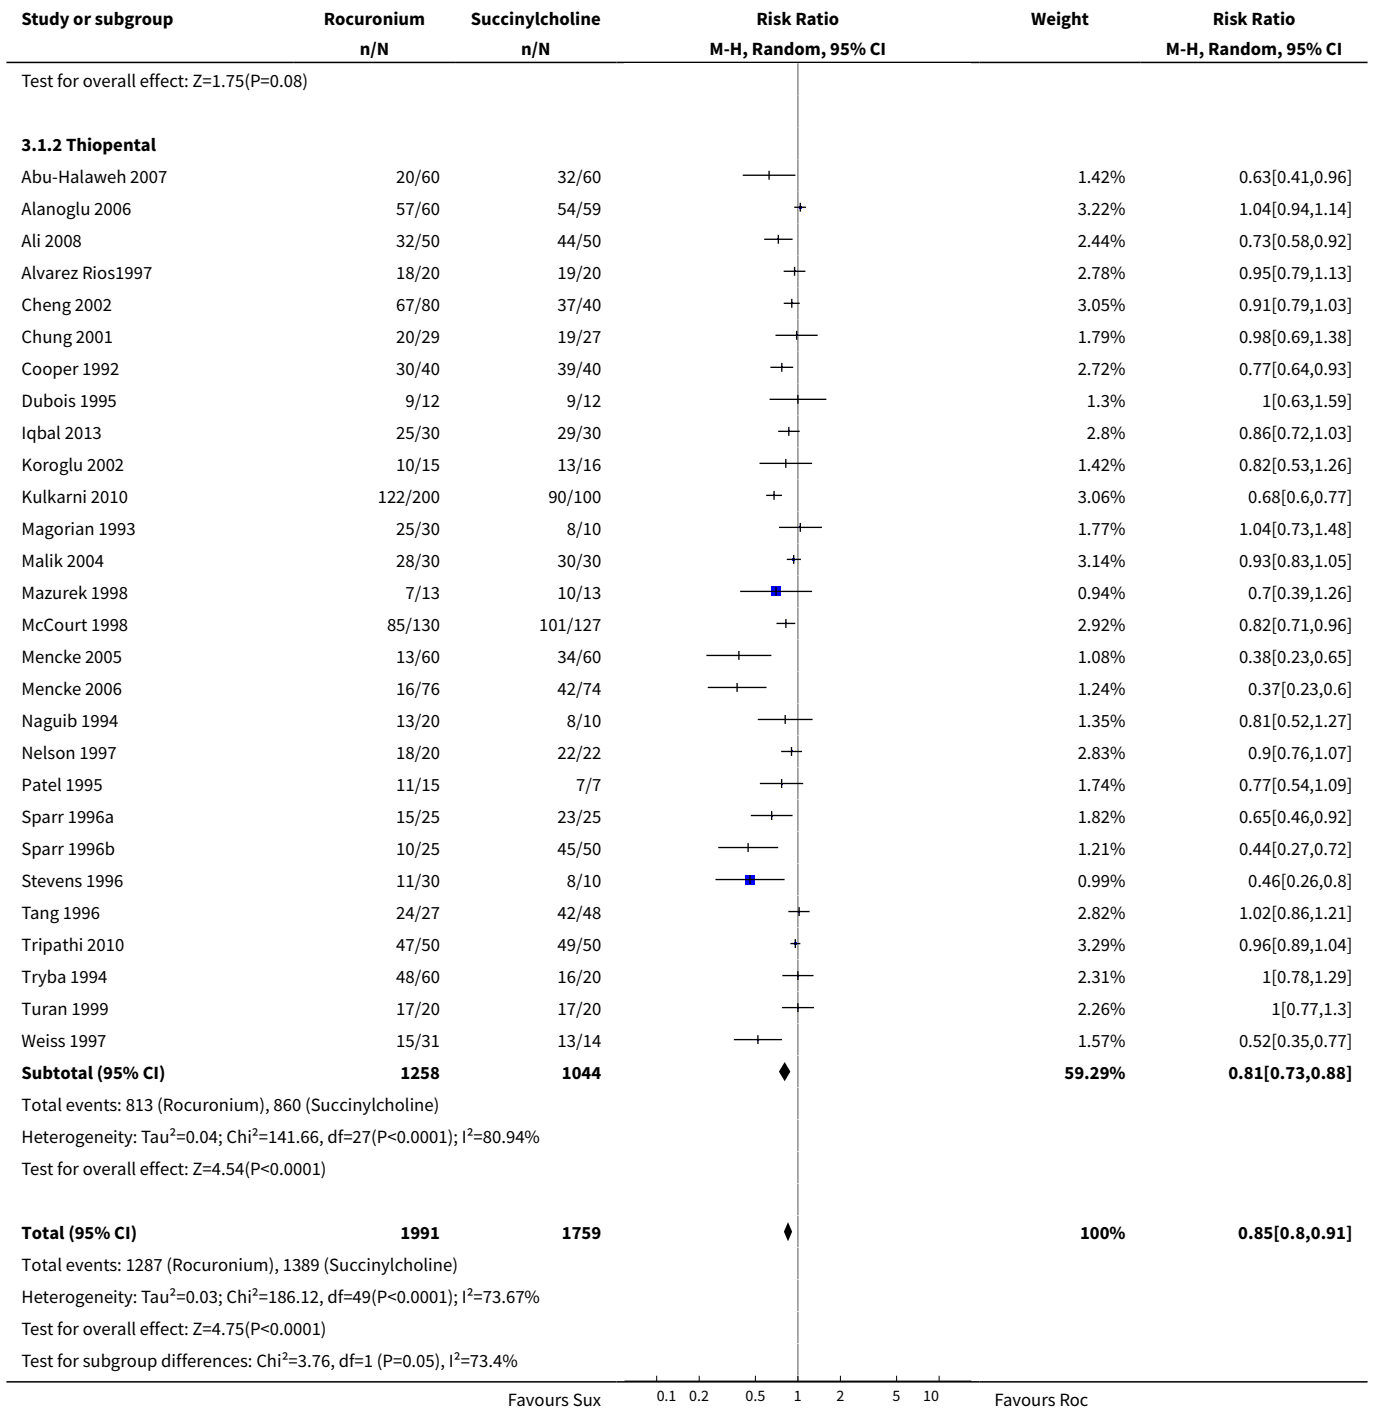 Study or subgroup Rocuronium Succinylcholine Risk Ratio Weight Risk Ratio
n/N n/N M-H, Random, 95% CI M-H, Random, 95% CI
Test for overall effect: Z=1.75(P=0.08)
3.1.2 Thiopental
Abu-Halaweh 2007 20/60 32/60 1.42% 0.63[0.41,0.96]
Alanoglu 2006 57/60 54/59 3.22% 1.04[0.94,1.14]
Ali 2008 32/50 44/50 2.44% 0.73[0.58,0.92]
Alvarez Rios1997 18/20 19/20 2.78% 0.95[0.79,1.13]
Cheng 2002 67/80 37/40 3.05% 0.91[0.79,1.03]
Chung 2001 20/29 19/27 1.79% 0.98[0.69,1.38]
Cooper 1992 30/40 39/40 2.72% 0.77[0.64,0.93]
Dubois 1995 9/12 9/12 1.3% 1[0.63,1.59]
Iqbal 2013 25/30 29/30 2.8% 0.86[0.72,1.03]
Koroglu 2002 10/15 13/16 1.42% 0.82[0.53,1.26]
Kulkarni 2010 122/200 90/100 3.06% 0.68[0.6,0.77]
Magorian 1993 25/30 8/10 1.77% 1.04[0.73,1.48]
Malik 2004 28/30 30/30 3.14% 0.93[0.83,1.05]
Mazurek 1998 7/13 10/13 0.94% 0.7[0.39,1.26]
McCourt 1998 85/130 101/127 2.92% 0.82[0.71,0.96]
Mencke 2005 13/60 34/60 1.08% 0.38[0.23,0.65]
Mencke 2006 16/76 42/74 1.24% 0.37[0.23,0.6]
Naguib 1994 13/20 8/10 1.35% 0.81[0.52,1.27]
Nelson 1997 18/20 22/22 2.83% 0.9[0.76,1.07]
Patel 1995 11/15 7/7 1.74% 0.77[0.54,1.09]
Sparr 1996a 15/25 23/25 1.82% 0.65[0.46,0.92]
Sparr 1996b 10/25 45/50 1.21% 0.44[0.27,0.72]
Stevens 1996 11/30 8/10 0.99% 0.46[0.26,0.8]
Tang 1996 24/27 42/48 2.82% 1.02[0.86,1.21]
Tripathi 2010 47/50 49/50 3.29% 0.96[0.89,1.04]
Tryba 1994 48/60 16/20 2.31% 1[0.78,1.29]
Turan 1999 17/20 17/20 2.26% 1[0.77,1.3]
Weiss 1997 15/31 13/14 1.57% 0.52[0.35,0.77]
Subtotal (95% CI) 1258 1044 59.29% 0.81[0.73,0.88]
Total events: 813 (Rocuronium), 860 (Succinylcholine)
Heterogeneity: Tau²=0.04; Chi²=141.66, df=27(P<0.0001); I²=80.94%
Test for overall effect: Z=4.54(P<0.0001)
Total (95% CI) 1991 1759 100% 0.85[0.8,0.91]
Total events: 1287 (Rocuronium), 1389 (Succinylcholine)
Heterogeneity: Tau²=0.03; Chi²=186.12, df=49(P<0.0001); I²=73.67%
Test for overall effect: Z=4.75(P<0.0001)
Test for subgroup differences: Chi²=3.76, df=1 (P=0.05), I²=73.4%
Favours Sux 0.1 0.2 0.5 1 2 5 10 Favours Roc